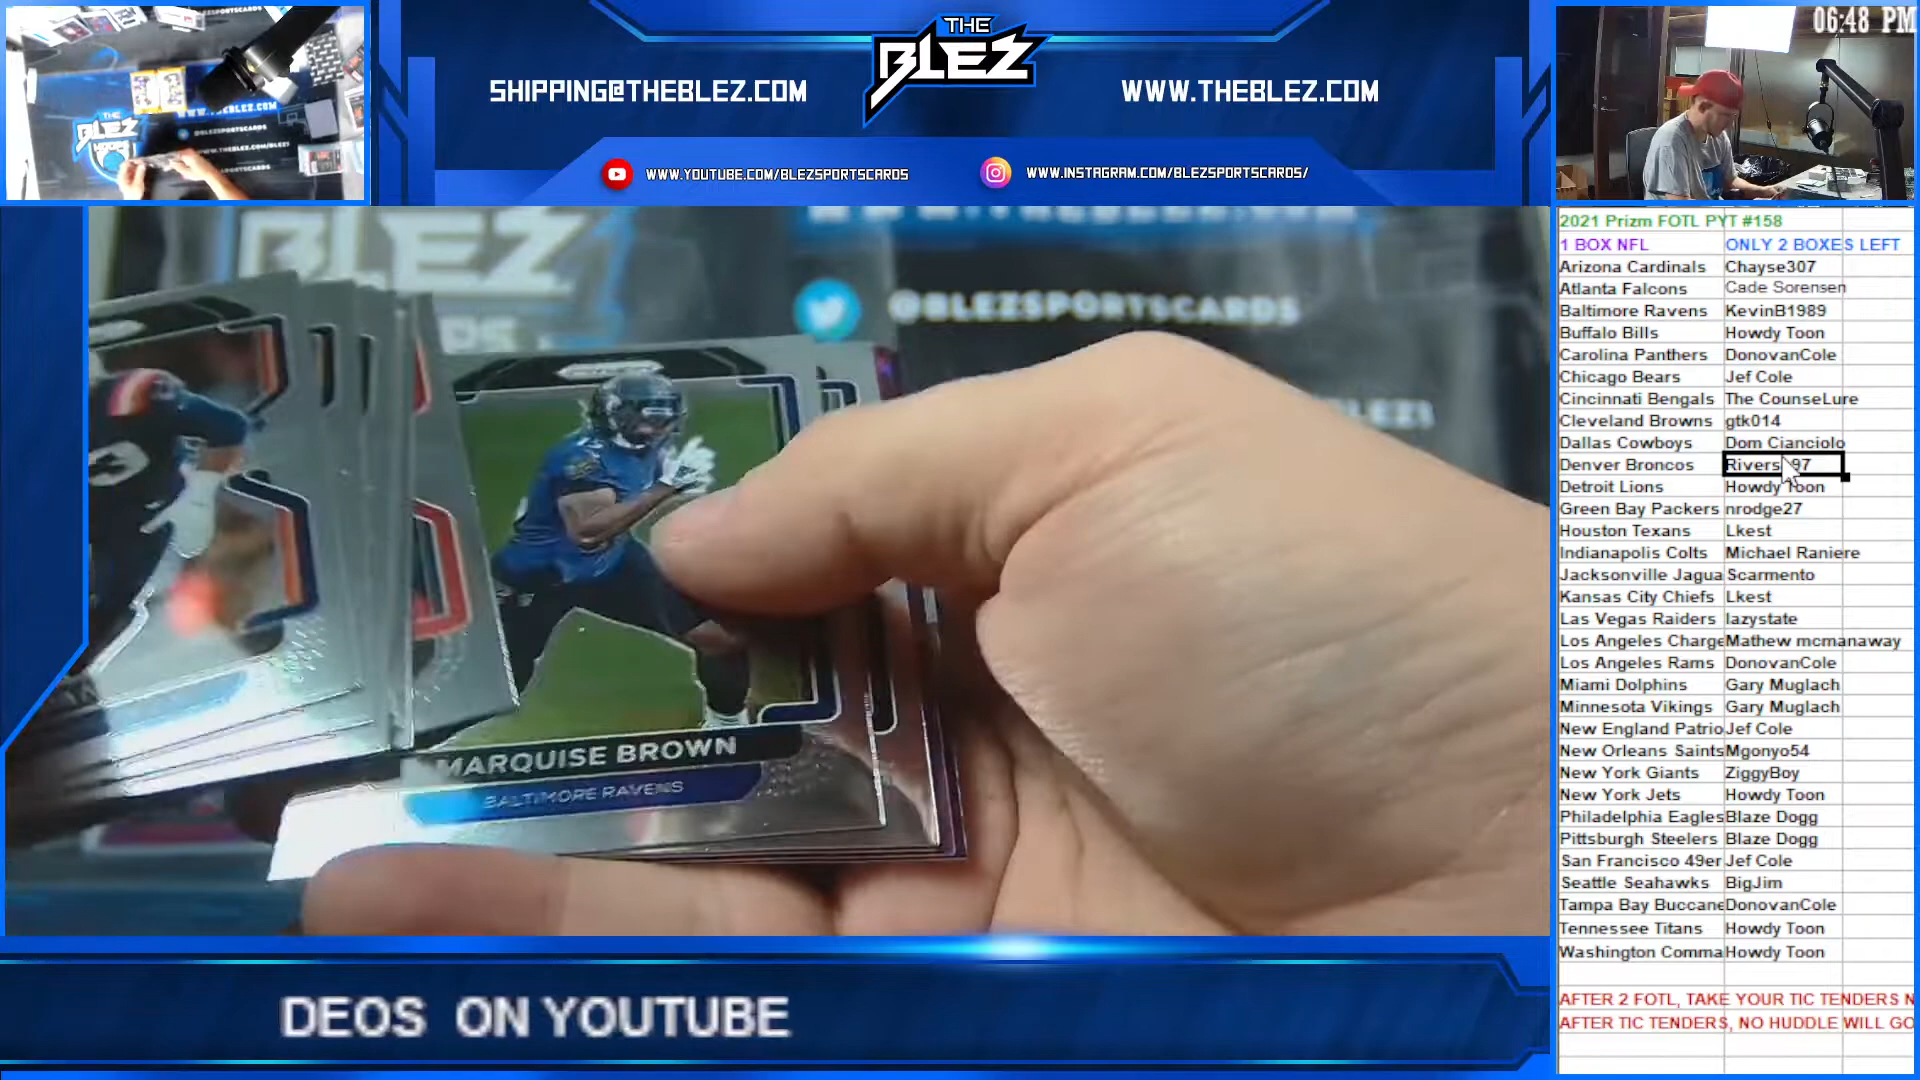 THE
BLEZ
SHIPPING@THEBLEZ.COM
WWW.THEBLEZ.COM
WWW.YOUTUBE.COM/BLEZSPORTSCARDS
WWW.INSTAGRAM.COM/BLEZSPORTSCARDS/
06:48 PM
THE
BLEZ
HOOPS
BLEZ
@BLEZSPORTSCARDS
MARQUISE BROWN
BALTIMORE RAVENS
DEOS ON YOUTUBE
2021 Prizm FOTL PYT #158
1 BOX NFL ONLY 2 BOXES LEFT
Arizona Cardinals Chayse307
Atlanta Falcons Cade Sorensen
Baltimore Ravens KevinB1989
Buffalo Bills Howdy Toon
Carolina Panthers DonovanCole
Chicago Bears Jef Cole
Cincinnati Bengals The CounseLure
Cleveland Browns gtk014
Dallas Cowboys Dom Cianciolo
Denver Broncos
Detroit Lions Howdy Toon
Green Bay Packers nrodge27
Houston Texans Lkest
Indianapolis Colts Michael Raniere
Jacksonville Jagua Scarmento
Kansas City Chiefs Lkest
Las Vegas Raiders lazystate
Los Angeles Charge Mathew mcmanaway
Los Angeles Rams DonovanCole
Miami Dolphins Gary Muglach
Minnesota Vikings Gary Muglach
New England Patrio Jef Cole
New Orleans Saints Mgonyo54
New York Giants ZiggyBoy
New York Jets Howdy Toon
Philadelphia Eagles Blaze Dogg
Pittsburgh Steelers Blaze Dogg
San Francisco 49er Jef Cole
Seattle Seahawks BigJim
Tampa Bay Buccane DonovanCole
Tennessee Titans Howdy Toon
Washington Comma Howdy Toon
AFTER 2 FOTL, TAKE YOUR TIC TENDERS N
AFTER TIC TENDERS, NO HUDDLE WILL GO